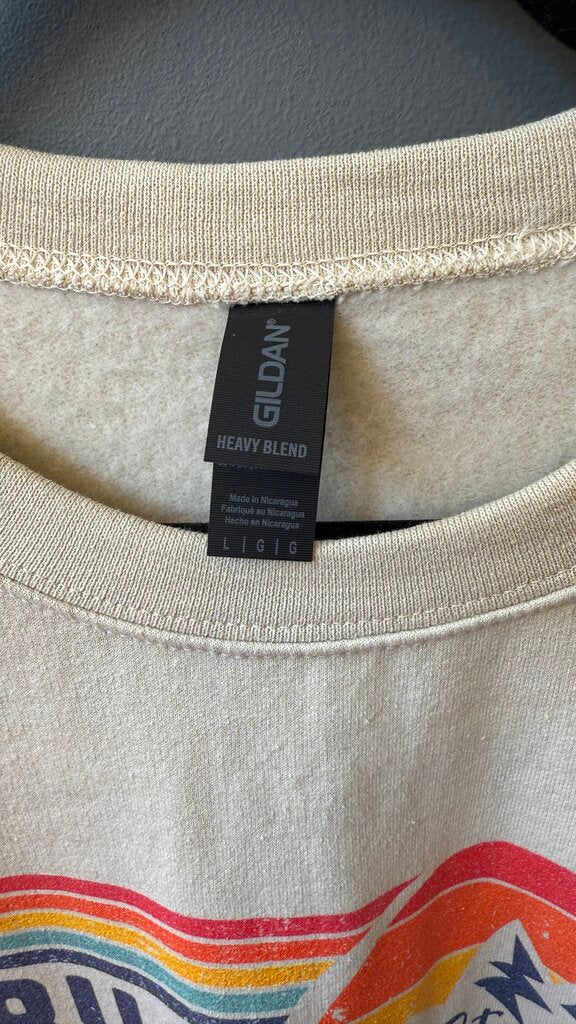 GILDAN®
HEAVY BLEND
Made in Nicaragua
Fabriqué au Nicaragua
Hecho en Nicaragua
L | G | G